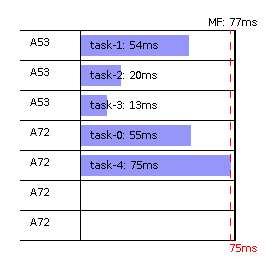 MF: 77ms
A53 task-1: 54ms
A53 task-2: 20ms
A53 task-3: 13ms
A72 task-0: 55ms
A72 task-4: 75ms
A72
A72
75ms